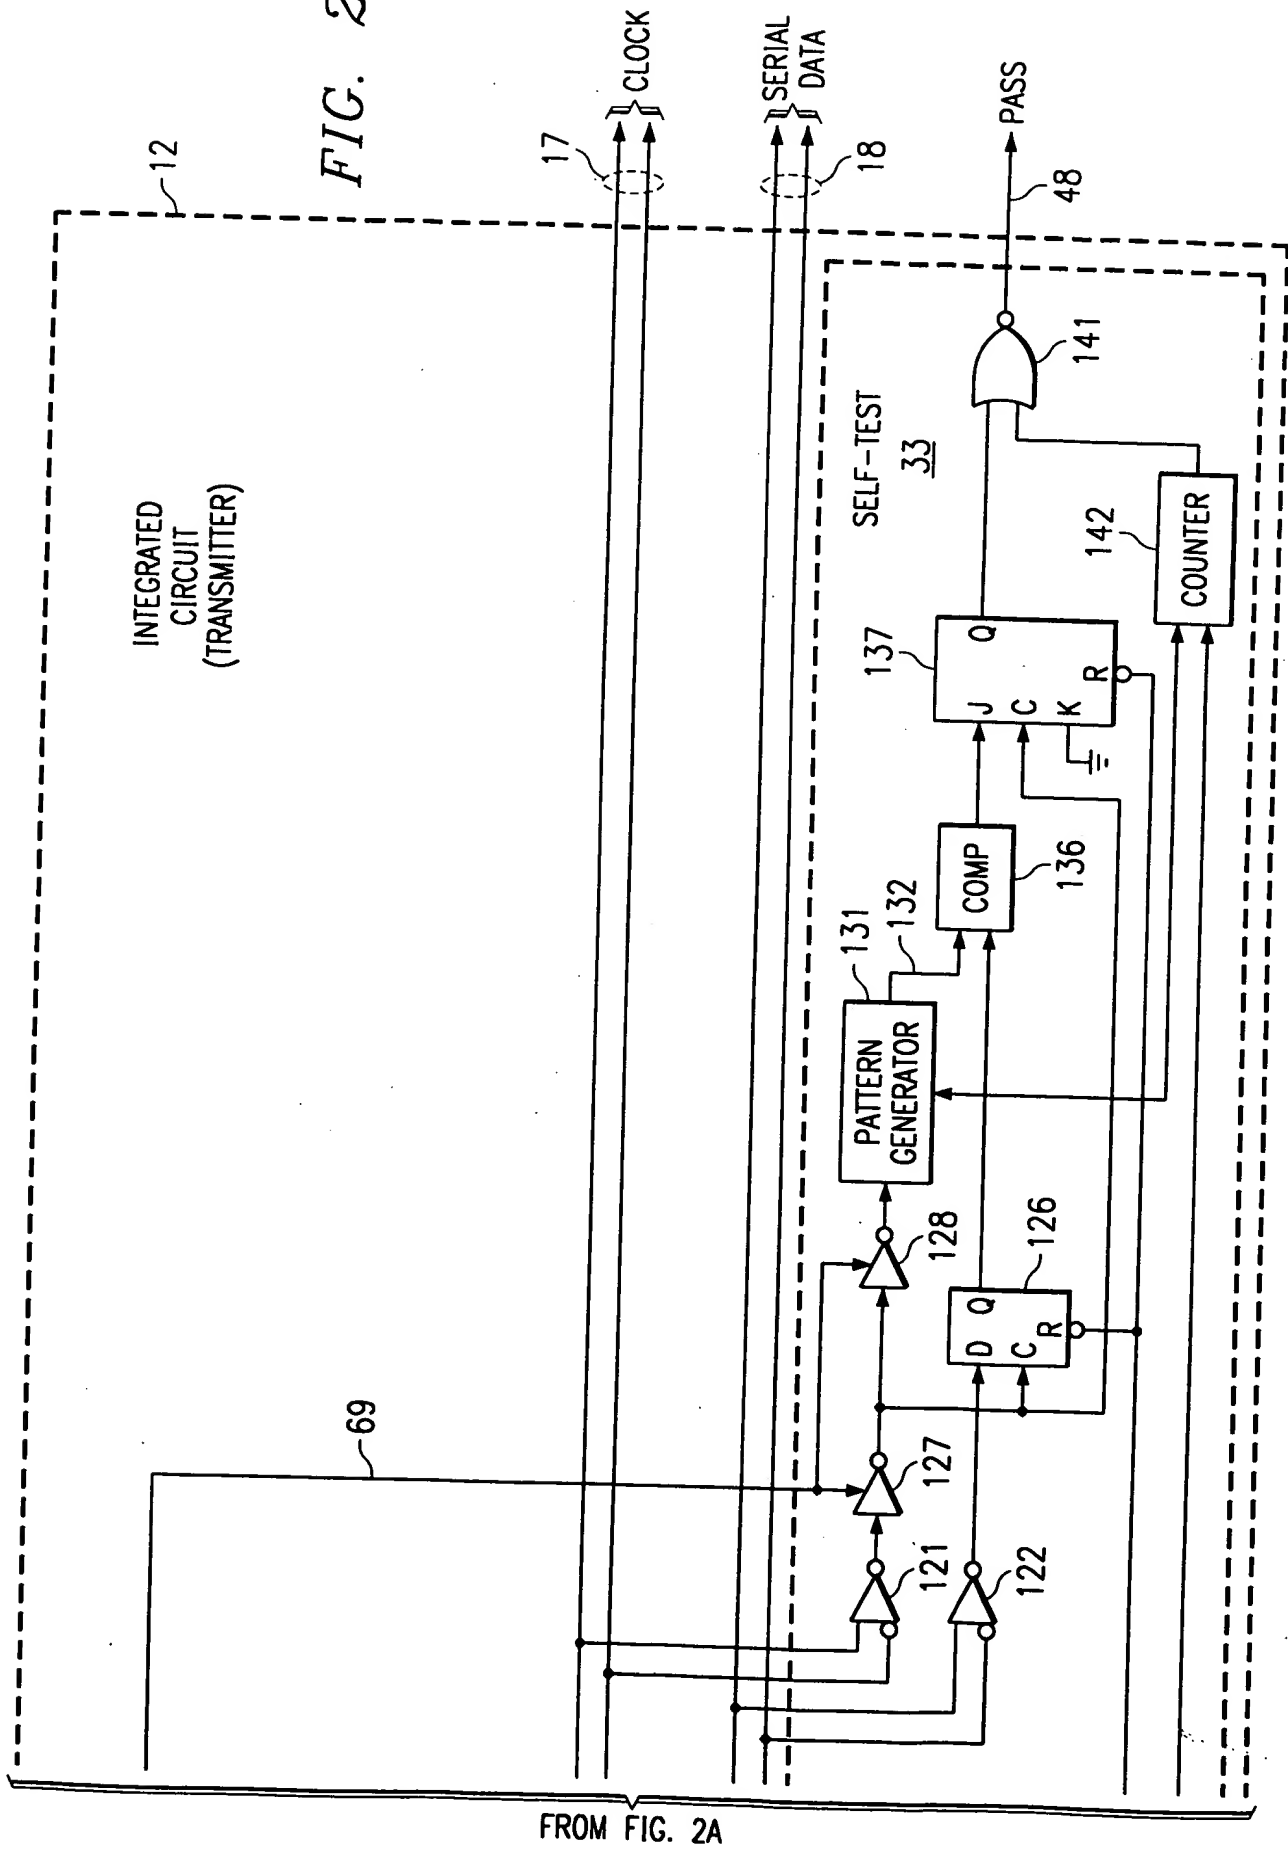 FIG. 2
12
INTEGRATED
CIRCUIT
(TRANSMITTER)
17
CLOCK
SERIAL
DATA
18
69
SELF-TEST
33
PASS
48
141
142
COUNTER
137
J
Q
C
K
R
COMP
136
132
131
PATTERN
GENERATOR
128
127
121
122
126
D
Q
C
R
FROM FIG. 2A